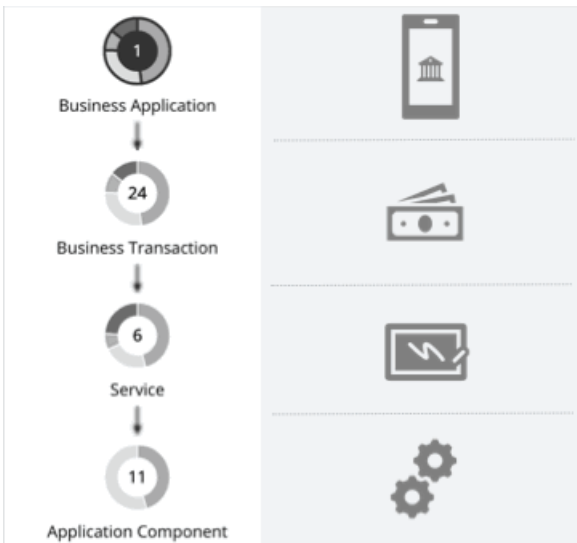 1
Business Application
24
Business Transaction
6
Service
11
Application Component